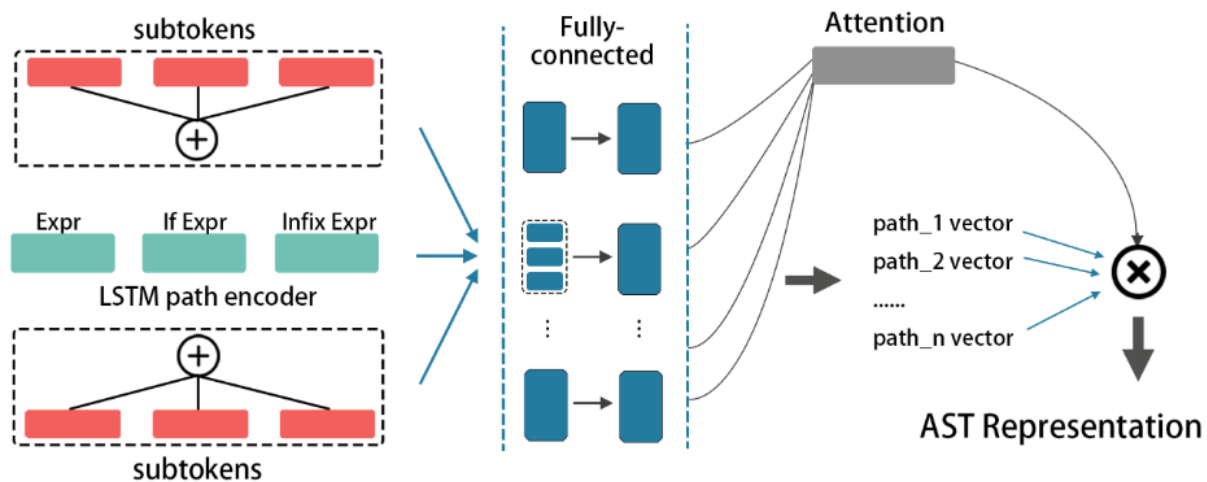 subtokens
Expr
If Expr
Infix Expr
LSTM path encoder
subtokens
Fully-
connected
Attention
path_1 vector
path_2 vector
......
path_n vector
AST Representation